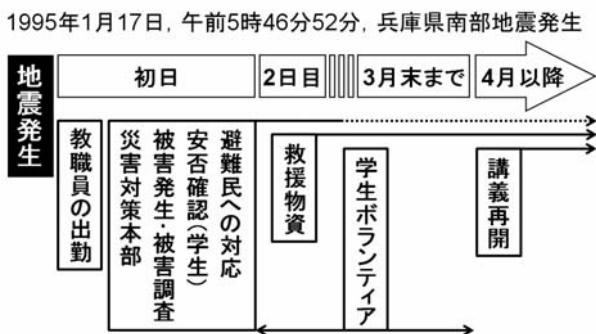 1995年1月17日, 午前5時46分52分, 兵庫県南部地震発生
地震発生
初日
2日目
3月末まで
4月以降
教職員の出勤
災害対策本部
被害発生・被害調査
安否確認(学生)
避難民への対応
救援物資
学生ボランティア
講義再開